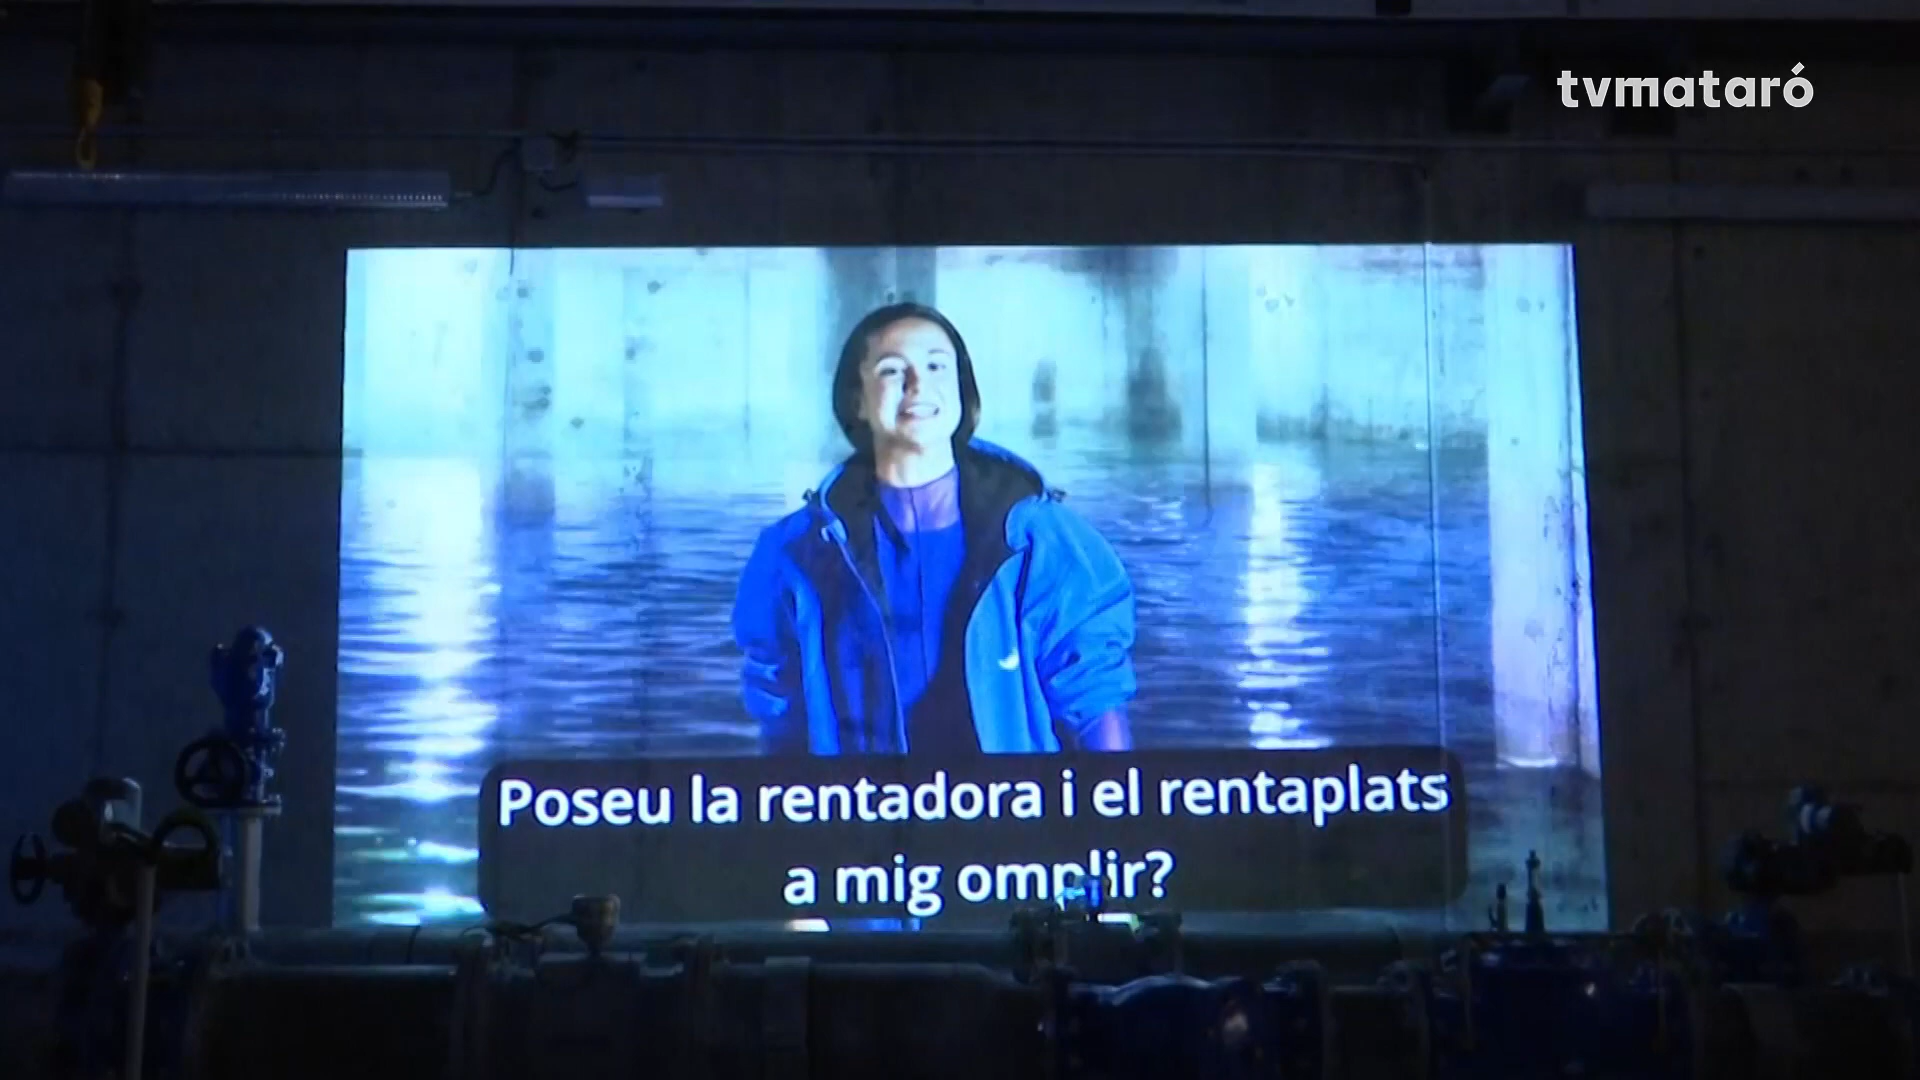 tvmataró
Poseu la rentadora i el rentaplats
a mig omplir?